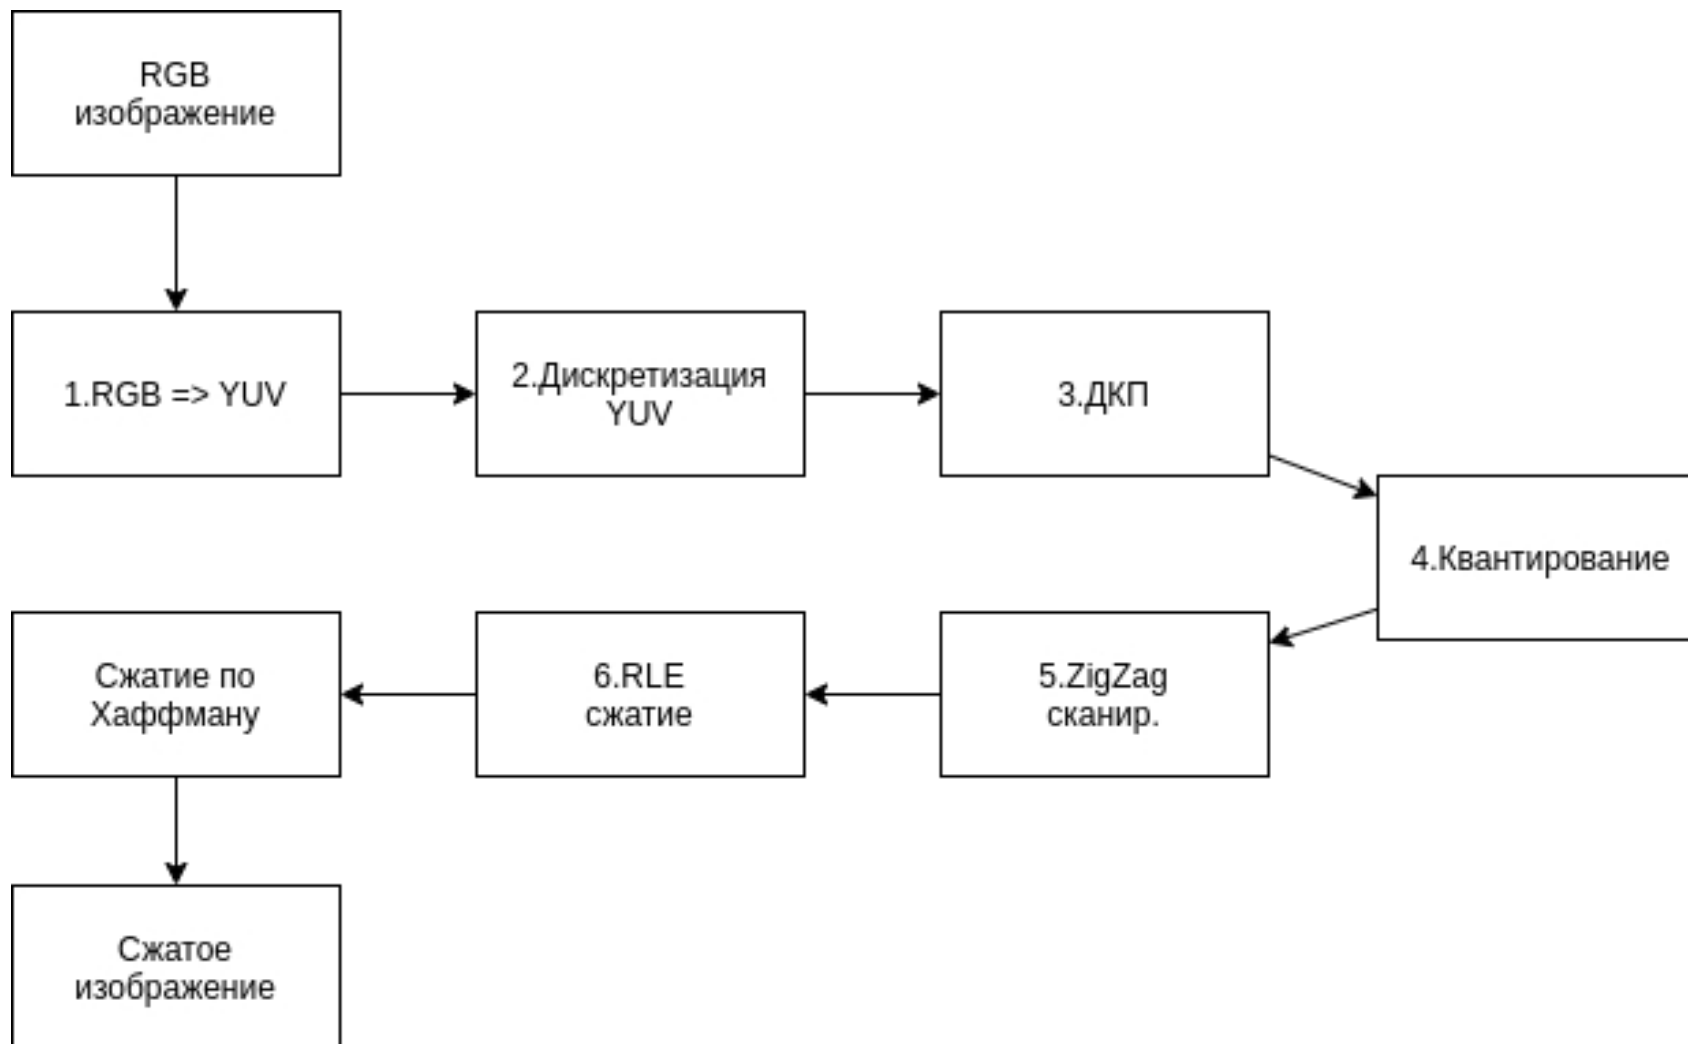 RGB
изображение
1.RGB => YUV
2.Дискретизация
YUV
3.ДКП
4.Квантирование
5.ZigZag
сканир.
6.RLE
сжатие
Сжатие по
Хаффману
Сжатое
изображение